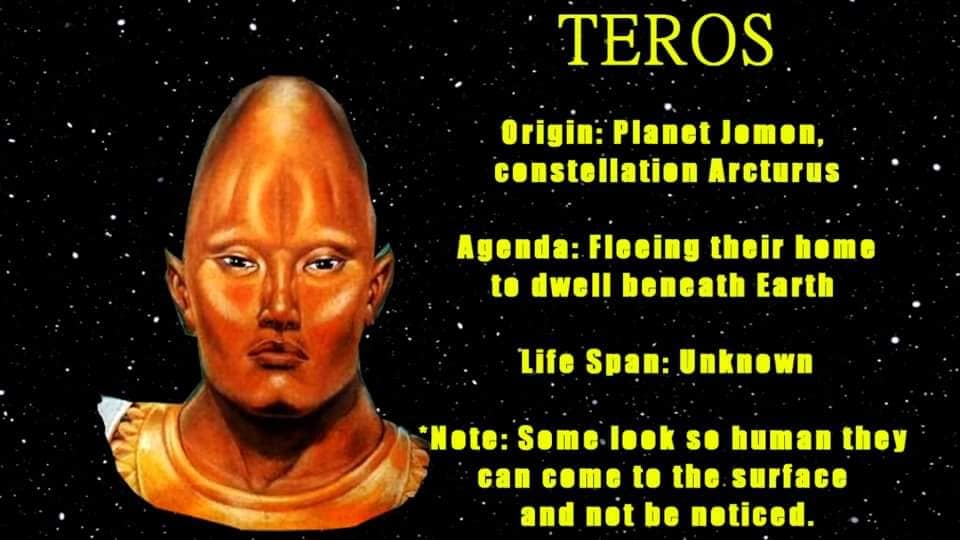 TEROS
Origin: Planet Jomon,
constellation Arcturus
Agenda: Fleeing their home
to dwell beneath Earth
Life Span: Unknown
*Note: Some look so human they
can come to the surface
and not be noticed.